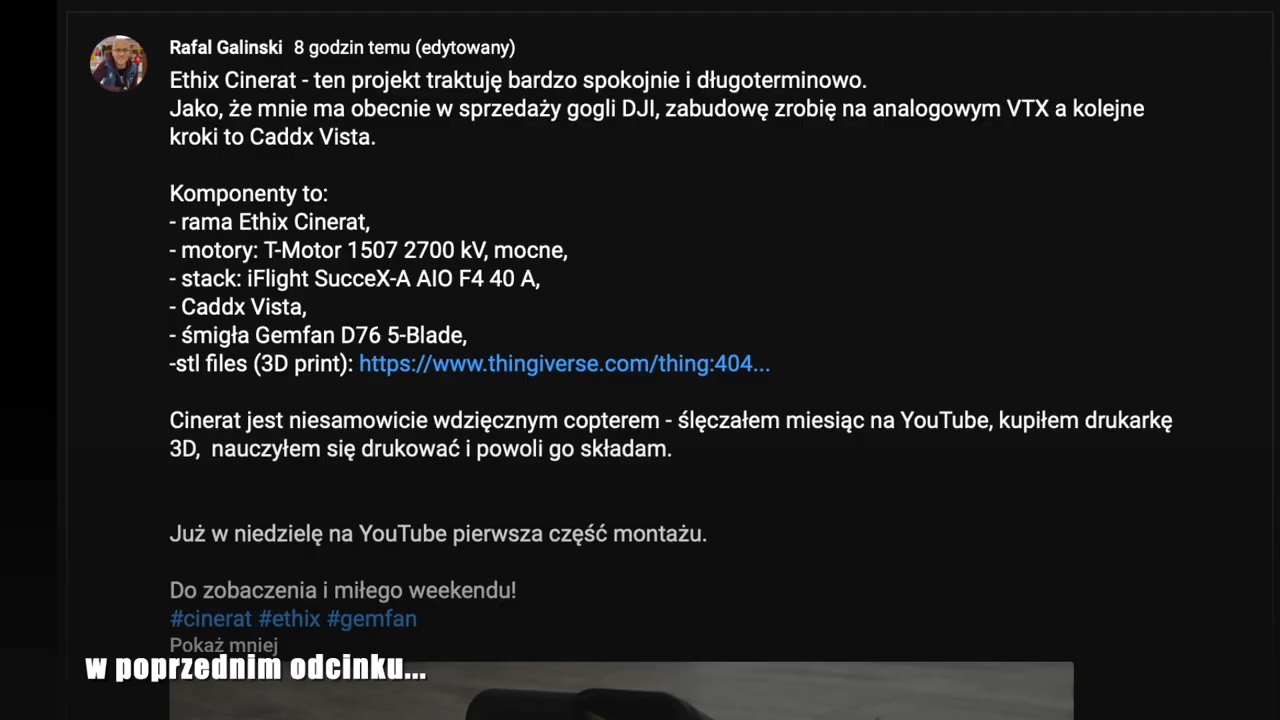 Rafal Galinski 8 godzin temu (edytowany)
Ethix Cinerat - ten projekt traktuję bardzo spokojnie i długoterminowo.
Jako, że mnie ma obecnie w sprzedaży gogli DJI, zabudowę zrobię na analogowym VTX a kolejne
kroki to Caddx Vista.
Komponenty to:
- rama Ethix Cinerat,
- motory: T-Motor 1507 2700 kV, mocne,
- stack: iFlight SucceX-A AIO F4 40 A,
- Caddx Vista,
- śmigła Gemfan D76 5-Blade,
-stl files (3D print): https://www.thingiverse.com/thing:404...
Cinerat jest niesamowicie wdzięcznym copterem - ślęczałem miesiąc na YouTube, kupiłem drukarkę
3D, nauczyłem się drukować i powoli go składam.
Już w niedzielę na YouTube pierwsza część montażu.
Do zobaczenia i miłego weekendu!
#cinerat #ethix #gemfan
Pokaż mniej
w poprzednim odcinku...